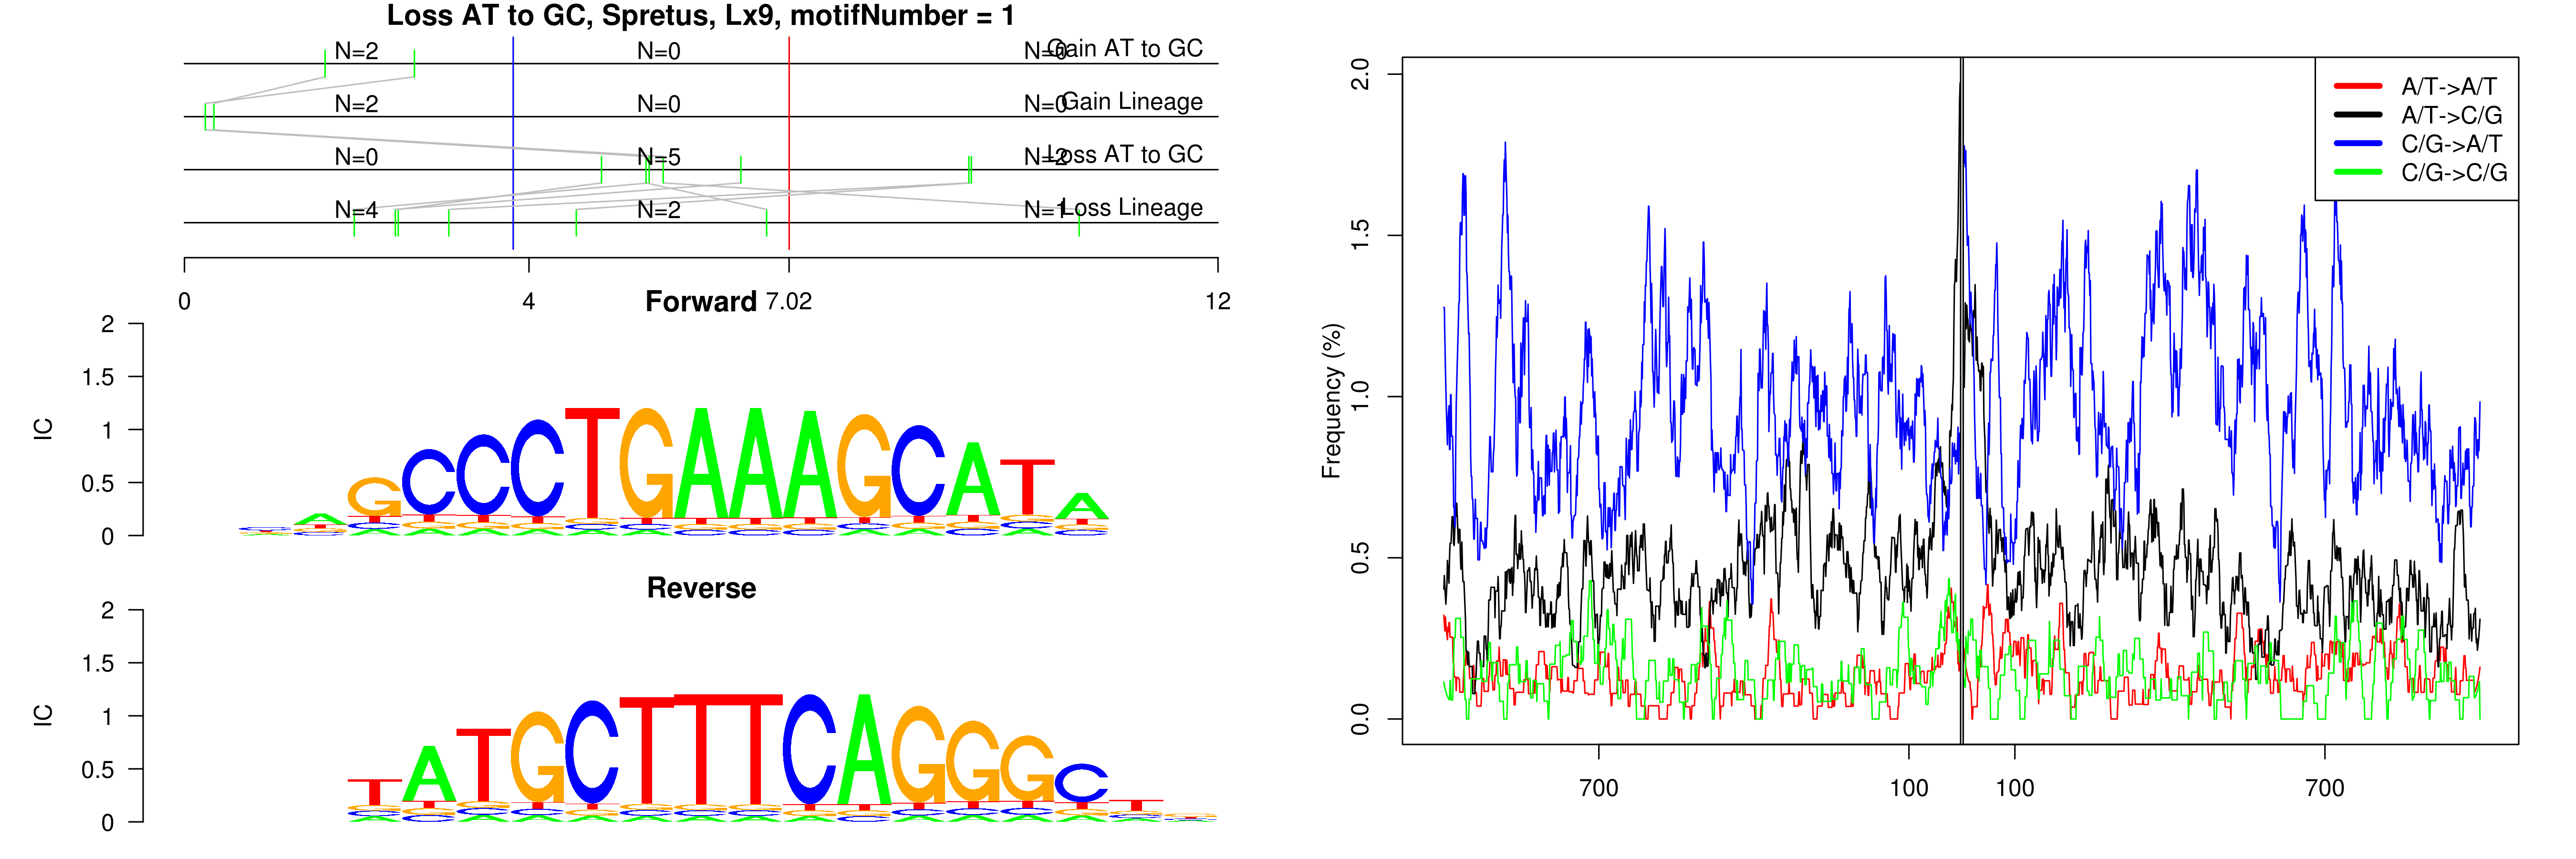 Loss AT to GC, Spretus, Lx9, motifNumber = 1
N=2 N=0 N=0 Gain AT to GC
N=2 N=0 N=0 Gain Lineage
N=0 N=5 N=2 Loss AT to GC
N=4 N=2 N=1 Loss Lineage
0 4 7.02 12
Forward
IC
2
1.5
1
0.5
0
GCCCTGAAAGCATA
Reverse
IC
2
1.5
1
0.5
0
TATGCTTTCAGGGC
Frequency (%)
2.0
1.5
1.0
0.5
0.0
A/T->A/T
A/T->C/G
C/G->A/T
C/G->C/G
700 100 100 700